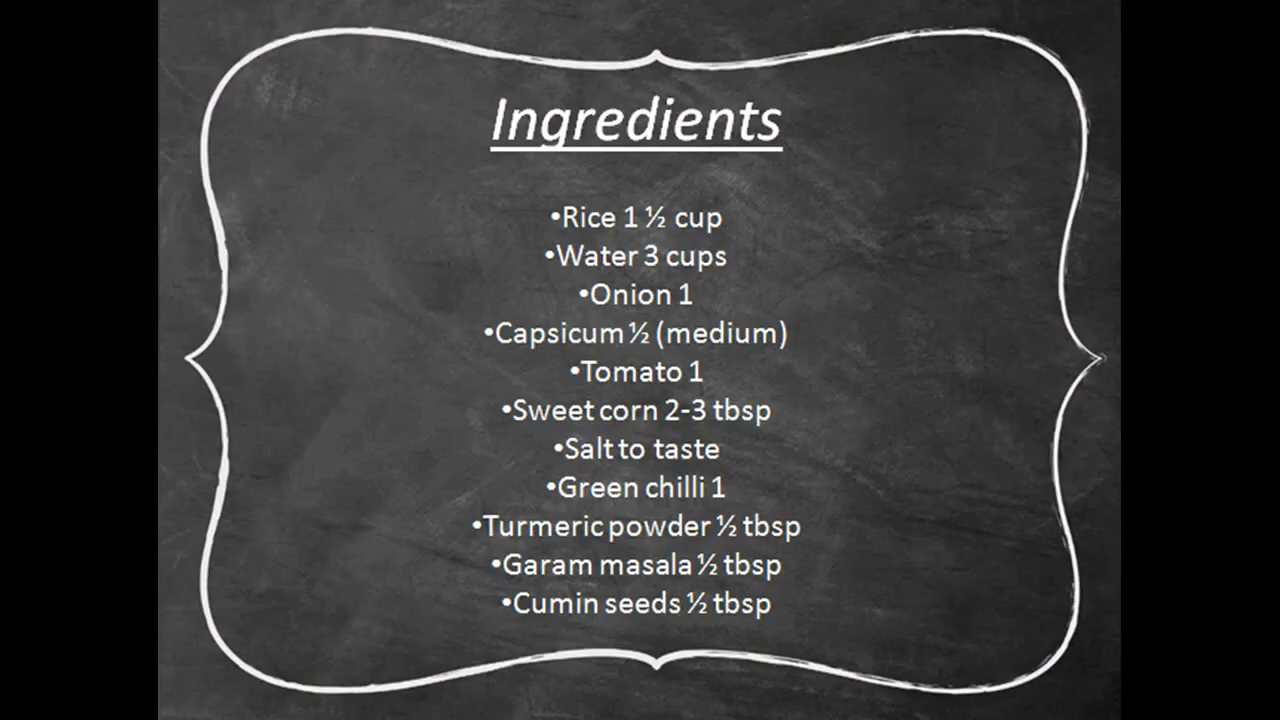 Ingredients
•Rice 1 ½ cup
•Water 3 cups
•Onion 1
•Capsicum ½ (medium)
•Tomato 1
•Sweet corn 2-3 tbsp
•Salt to taste
•Green chilli 1
•Turmeric powder ½ tbsp
•Garam masala ½ tbsp
•Cumin seeds ½ tbsp